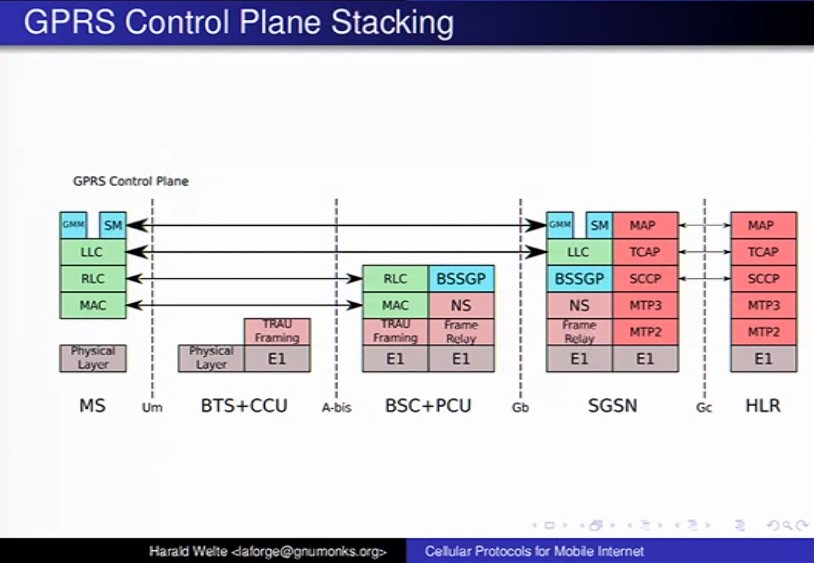 GPRS Control Plane Stacking
GPRS Control Plane
GMM SM GMM SM MAP MAP
LLC LLC TCAP TCAP
RLC RLC BSSGP BSSGP SCCP SCCP
MAC MAC NS NS MTP3 MTP3
TRAU Framing TRAU Framing Frame Relay Frame Relay MTP2 MTP2
Physical Layer Physical Layer E1 E1 E1 E1 E1 E1
MS Um BTS+CCU A-bis BSC+PCU Gb SGSN Gc HLR
Harald Welte <laforge@gnumonks.org> Cellular Protocols for Mobile Internet